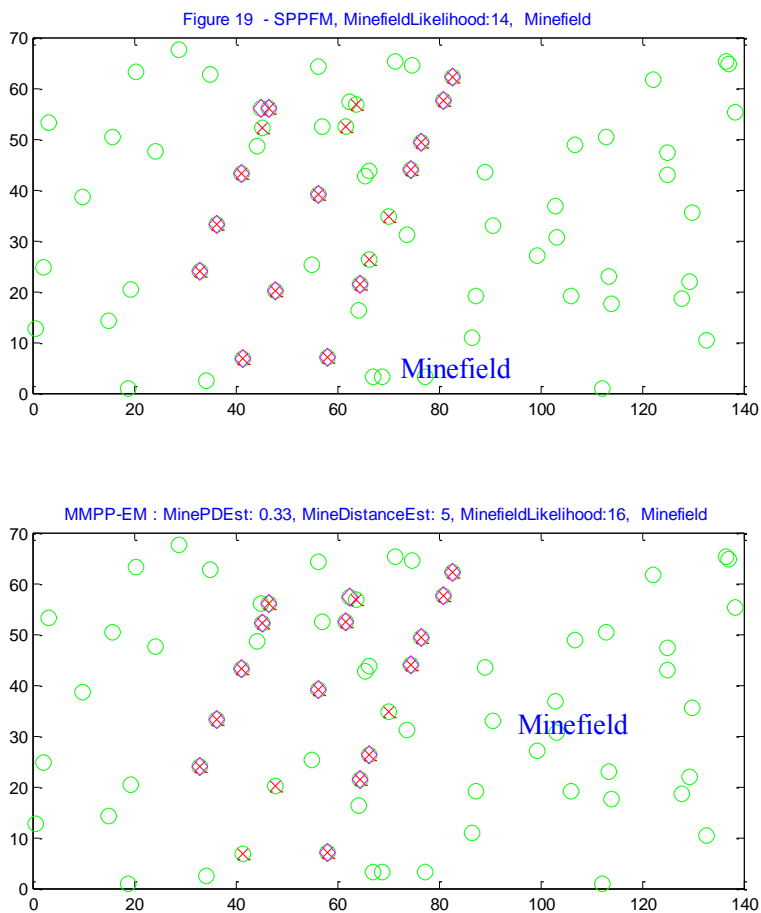 Figure 19 - SPPFM, MinefieldLikelihood:14, Minefield
70
60
50
40
30
20
10
0
Minefield
0 20 40 60 80 100 120 140
MMPP-EM : MinePDEst: 0.33, MineDistanceEst: 5, MinefieldLikelihood:16, Minefield
70
60
50
40
30
20
10
0
Minefield
0 20 40 60 80 100 120 140